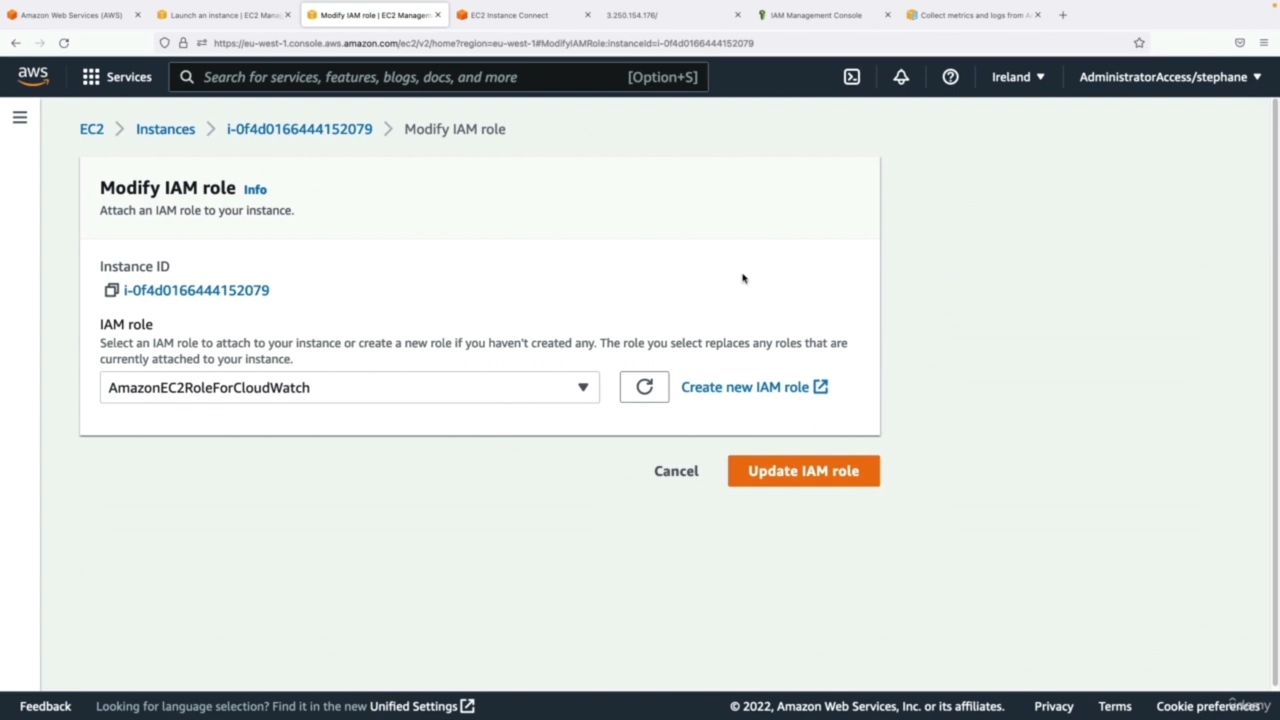 Amazon Web Services (AWS)
Launch an instance | EC2 Mana
Modify IAM role | EC2 Managem
EC2 Instance Connect
3.250.154.176/
IAM Management Console
Collect metrics and logs from A
https://eu-west-1.console.aws.amazon.com/ec2/v2/home?region=eu-west-1#ModifyIAMRole:instanceId=i-0f4d0166444152079
aws
Services
Search for services, features, blogs, docs, and more
[Option+S]
Ireland
AdministratorAccess/stephane
EC2
Instances
i-0f4d0166444152079
Modify IAM role
Modify IAM role Info
Attach an IAM role to your instance.
Instance ID
i-0f4d0166444152079
IAM role
Select an IAM role to attach to your instance or create a new role if you haven't created any. The role you select replaces any roles that are
currently attached to your instance.
AmazonEC2RoleForCloudWatch
Create new IAM role
Cancel
Update IAM role
Feedback
Looking for language selection? Find it in the new Unified Settings
© 2022, Amazon Web Services, Inc. or its affiliates.
Privacy
Terms
Cookie preferences
Udemy